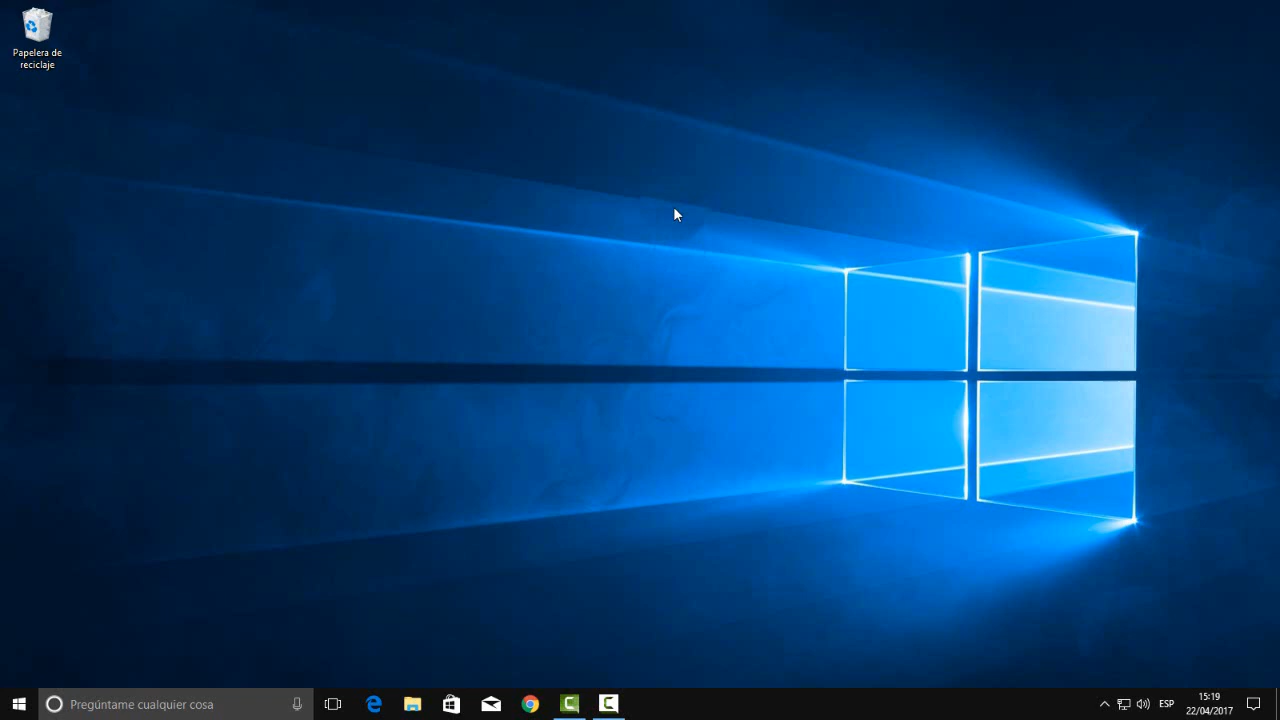 Papelera de
reciclaje
Pregúntame cualquier cosa
ESP
15:19
22/04/2017